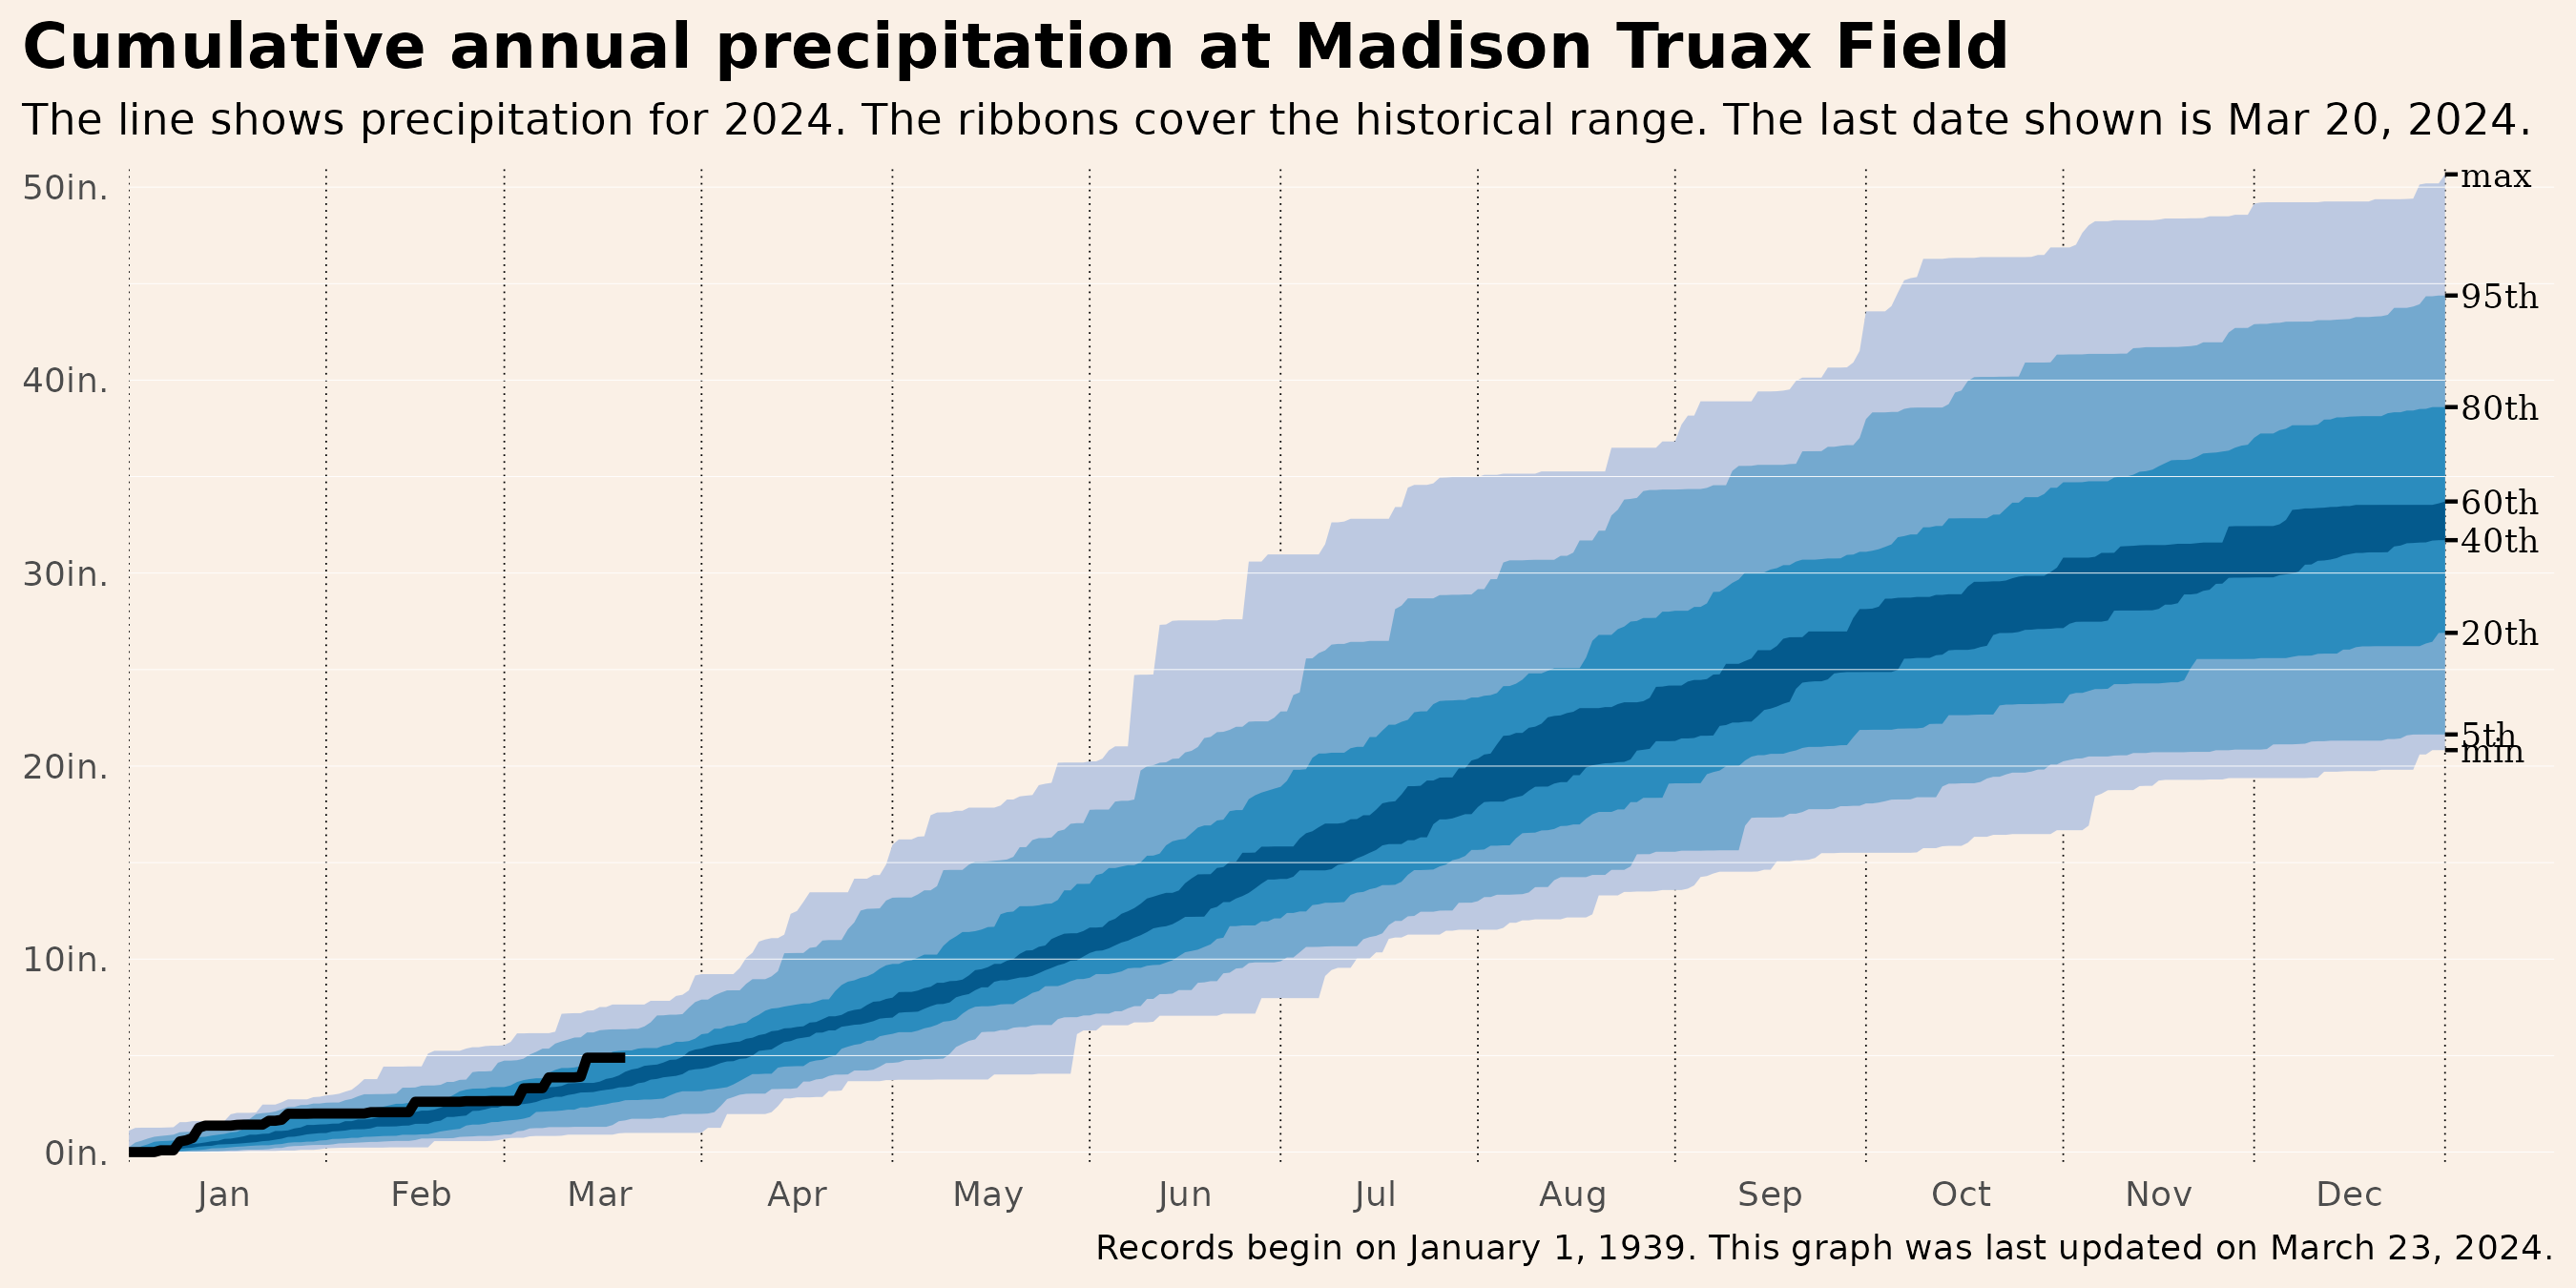 Cumulative annual precipitation at Madison Truax Field
The line shows precipitation for 2024. The ribbons cover the historical range. The last date shown is Mar 20, 2024.
50in.
40in.
30in.
20in.
10in.
0in.
max
95th
80th
60th
40th
20th
5th
min
Jan Feb Mar Apr May Jun Jul Aug Sep Oct Nov Dec
Records begin on January 1, 1939. This graph was last updated on March 23, 2024.